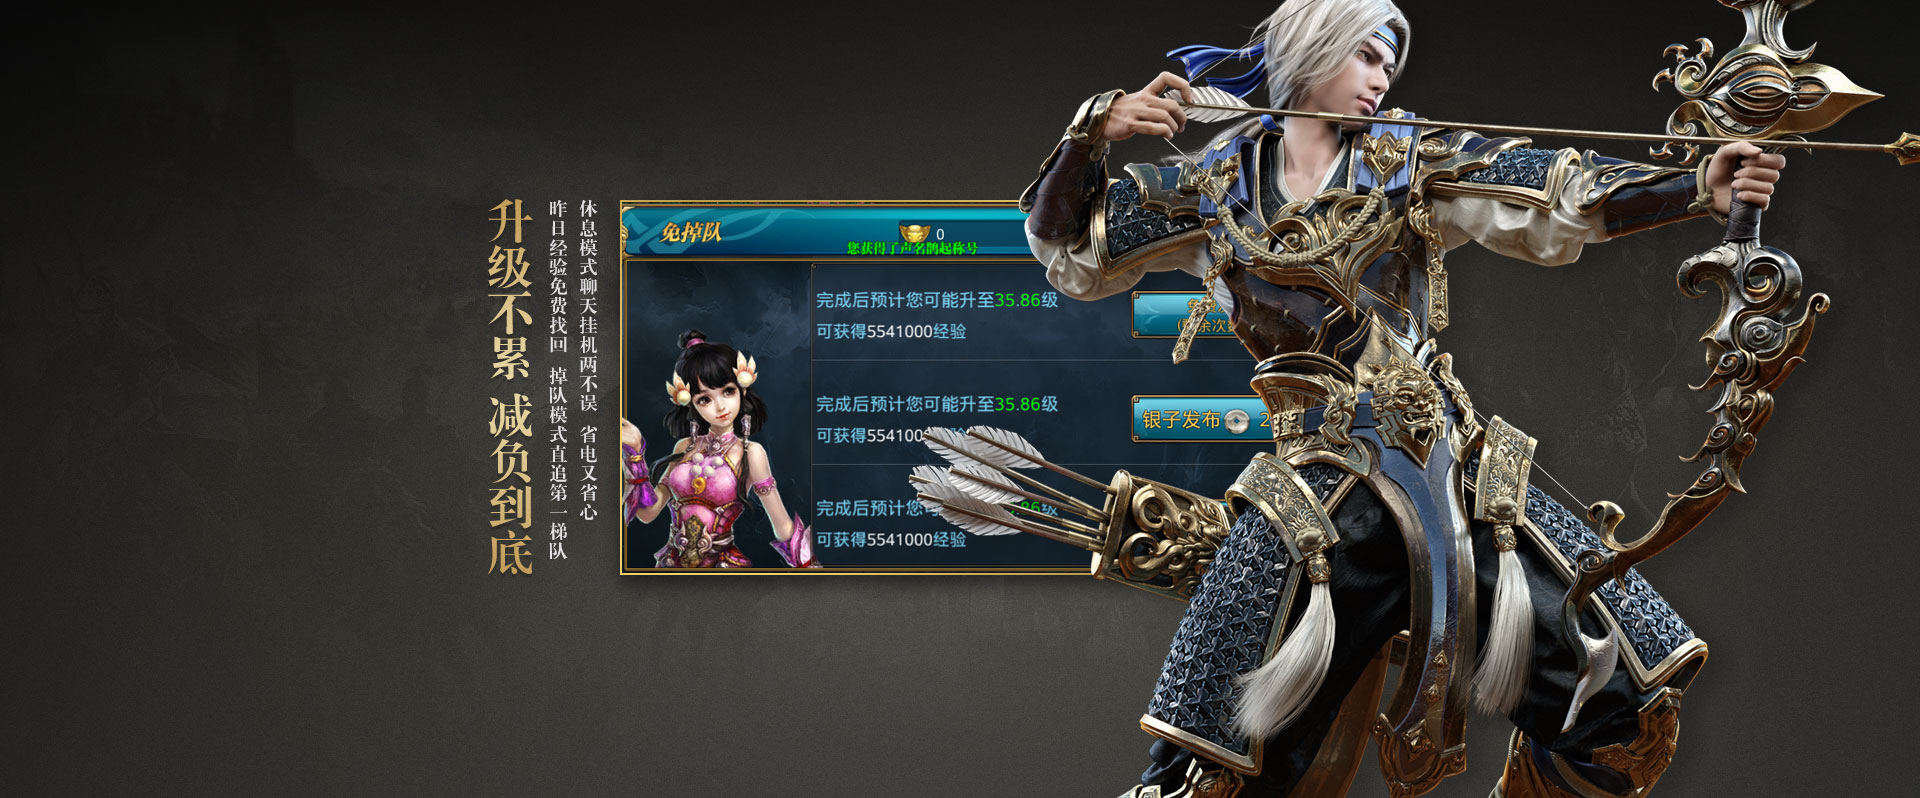 升级不累 减负到底
休息模式聊天挂机两不误 省电又省心
昨日经验免费找回 掉队模式直追第一梯队
免掉队
0
您获得了声名鹊起称号
完成后预计您可能升至35.86级
可获得5541000经验
完成后预计您可能升至35.86级
银子发布 2
可获得55410
完成后预计您
可获得5541000经验